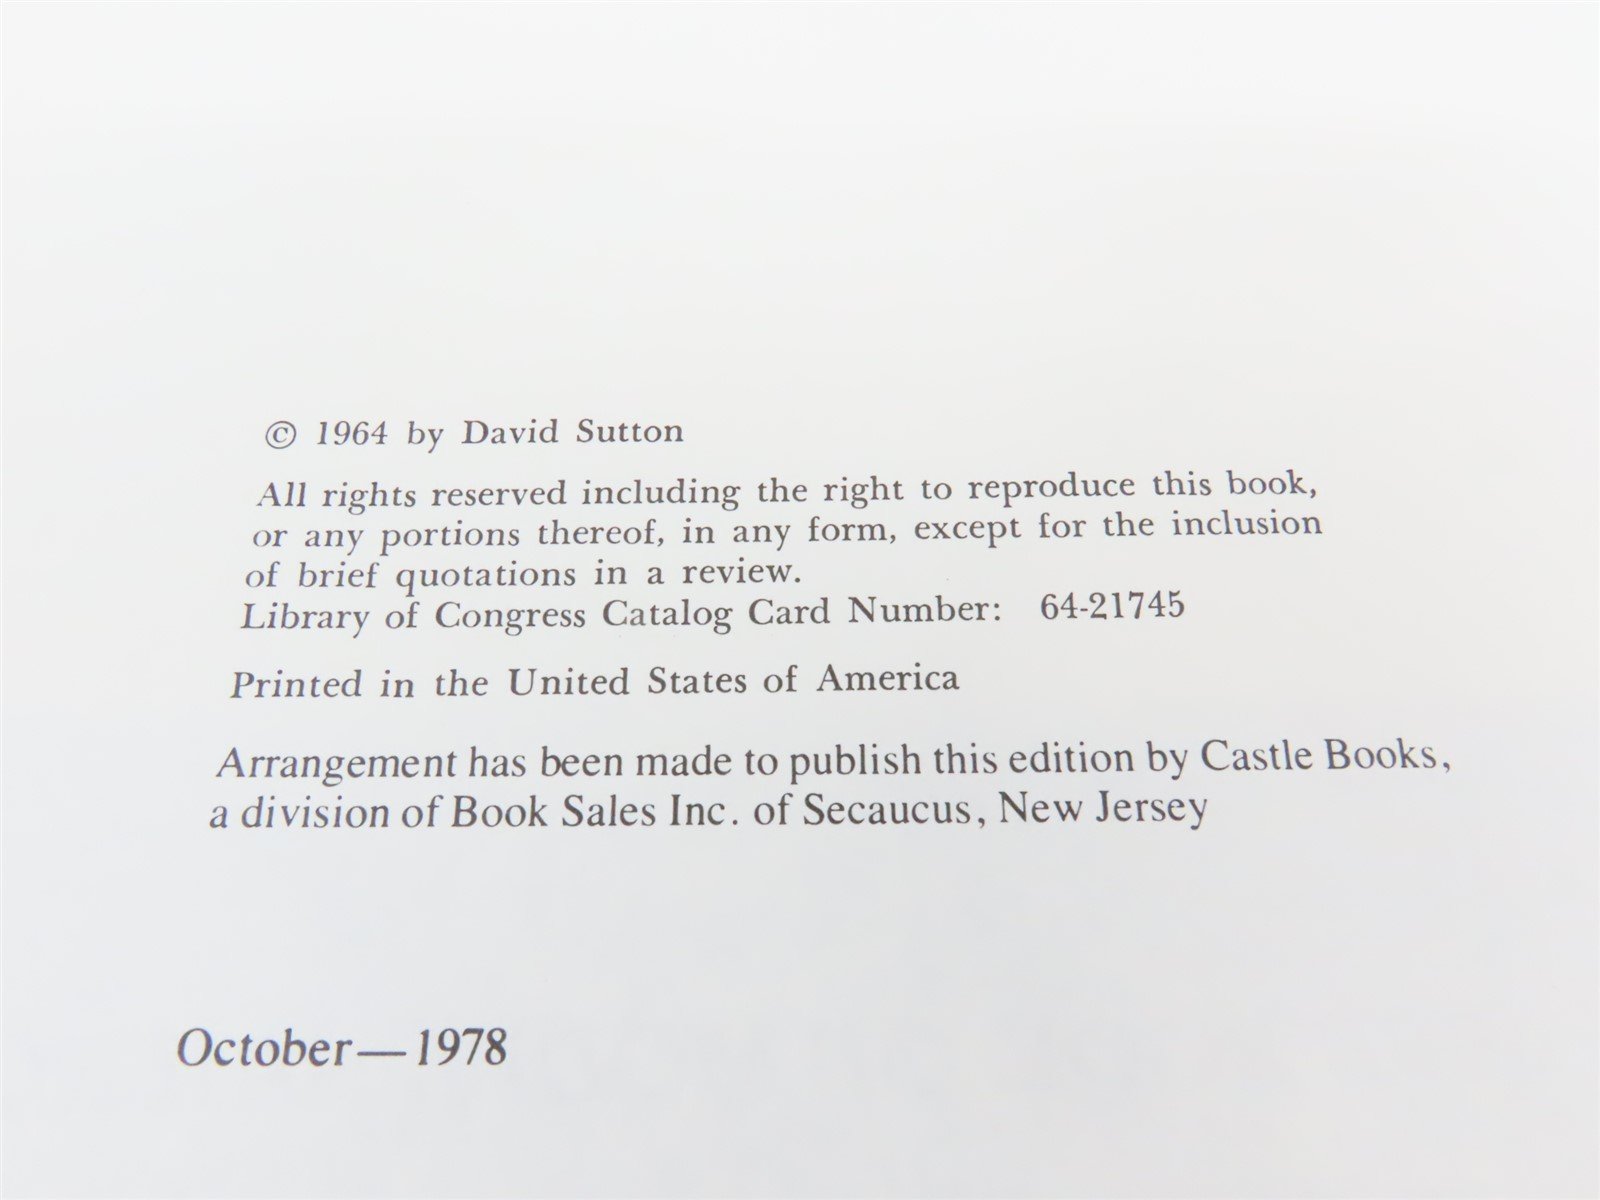 © 1964 by David Sutton
All rights reserved including the right to reproduce this book,
or any portions thereof, in any form, except for the inclusion
of brief quotations in a review.
Library of Congress Catalog Card Number: 64-21745
Printed in the United States of America
Arrangement has been made to publish this edition by Castle Books,
a division of Book Sales Inc. of Secaucus, New Jersey
October—1978